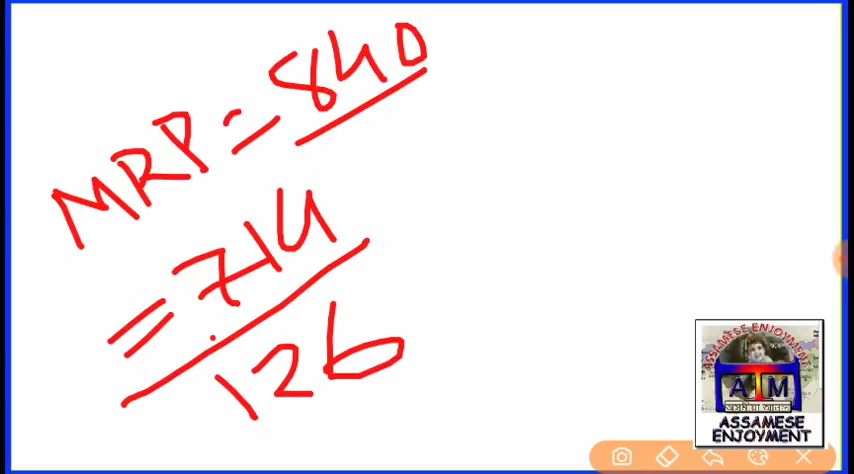 MRP = 840
= 714
126
ASSAMESE ENJOYMENT
ATM
ASSAMESE
ENJOYMENT